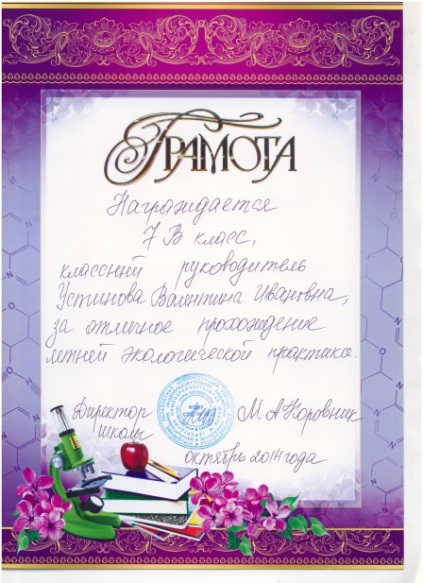 ГРАМОТА
Награждается
7 В класс,
классный руководитель
Устинова Валентина Ивановна,
за отличное прохождение
летней экологической практики.
Директор
школы
М. А Коровник
октябрь 2014 года